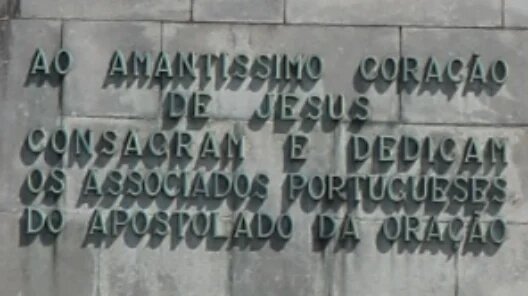 AO AMANTISSIMO CORAÇÃO
DE JESUS
CONSAGRAM E DEDICAM
OS ASSOCIADOS PORTUGUESES
DO APOSTOLADO DA ORAÇÃO